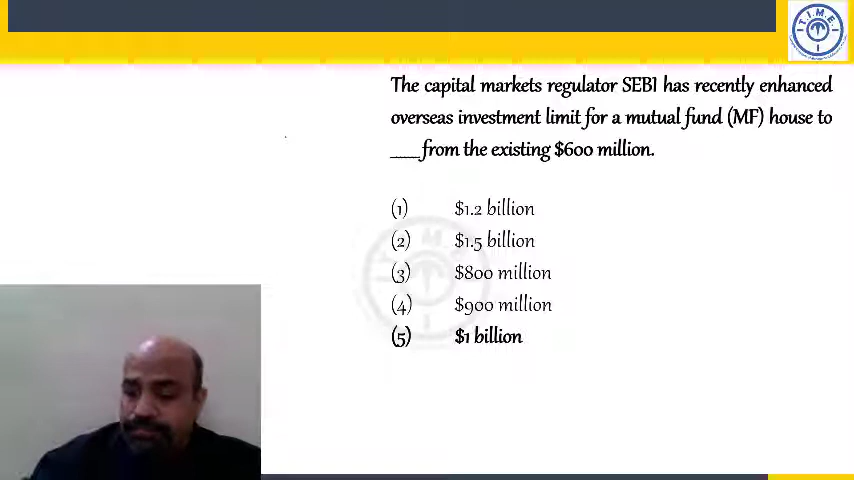 T.I.M.E.
The capital markets regulator SEBI has recently enhanced
overseas investment limit for a mutual fund (MF) house to
____ from the existing $600 million.
(1) $1.2 billion
(2) $1.5 billion
(3) $800 million
(4) $900 million
(5) $1 billion